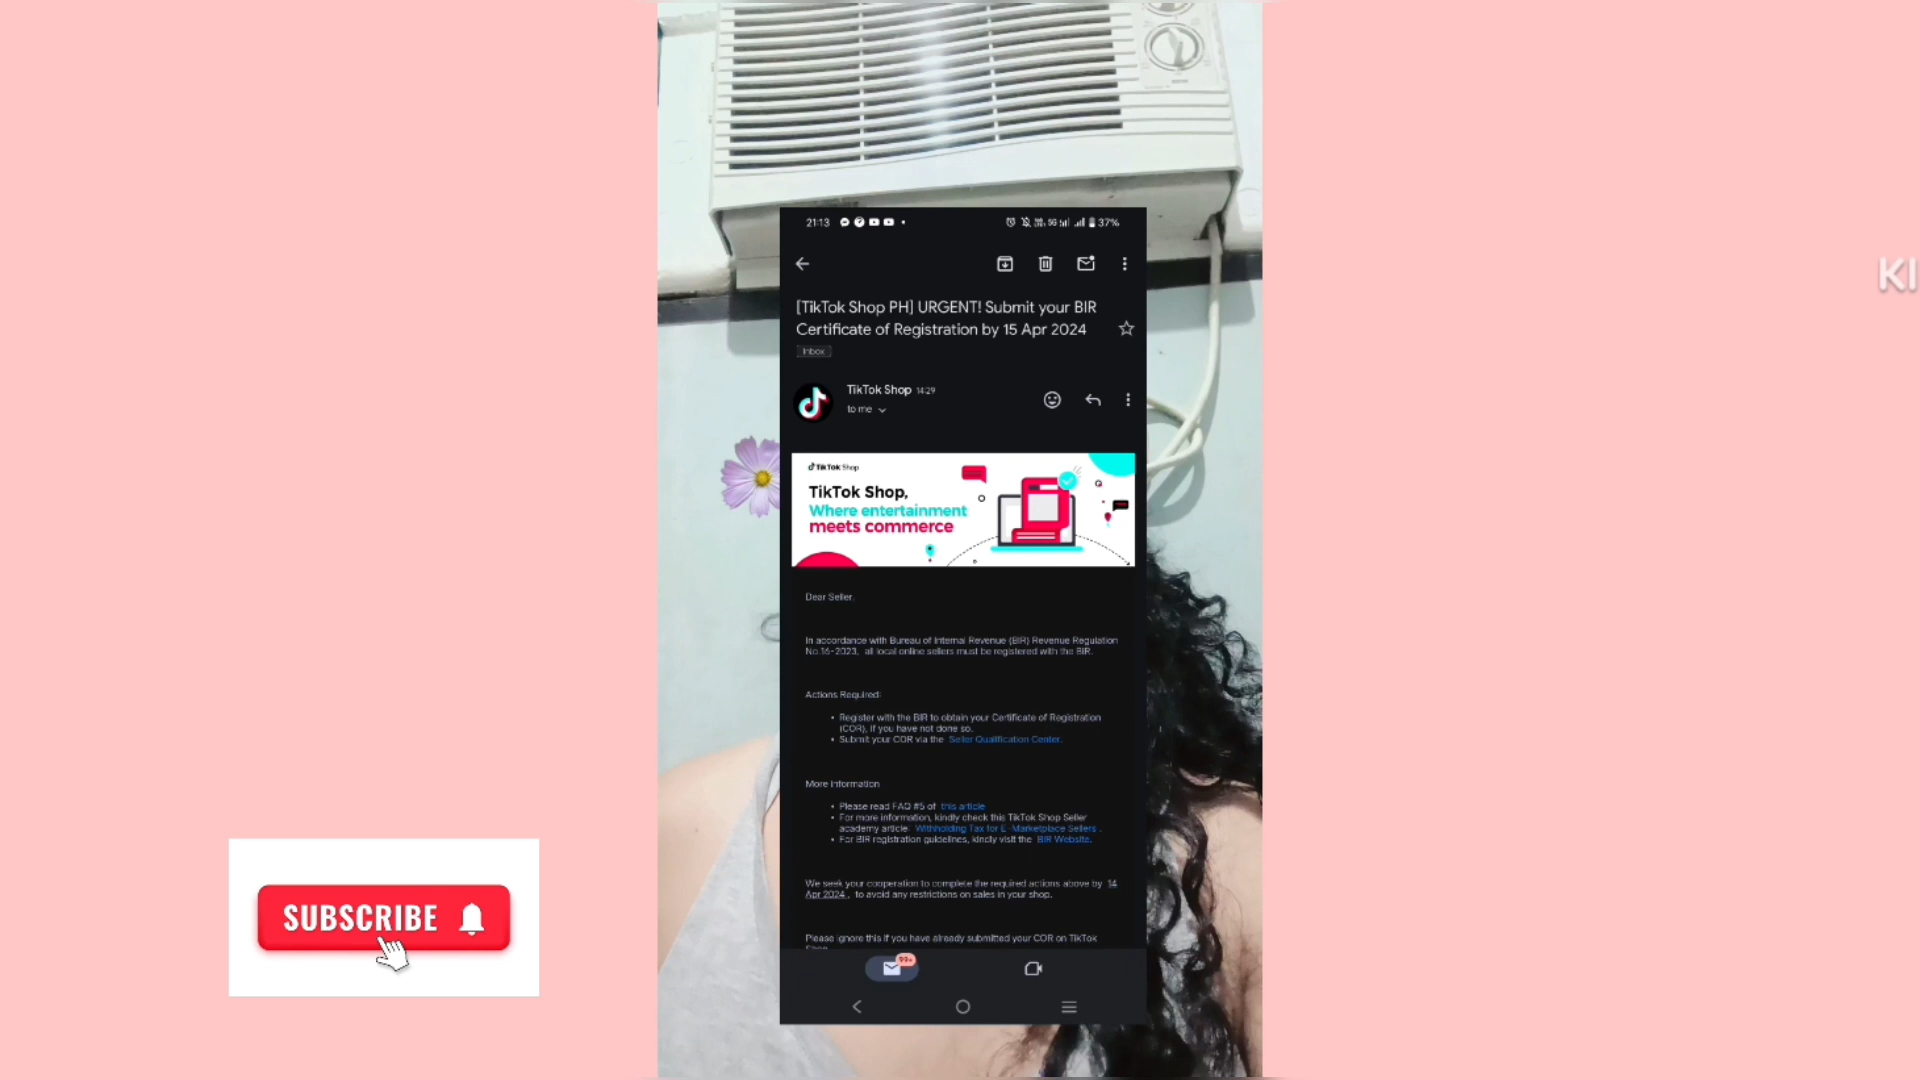 21:13
37%
[TikTok Shop PH] URGENT! Submit your BIR
Certificate of Registration by 15 Apr 2024
Inbox
TikTok Shop 14:29
to me
TikTok Shop
TikTok Shop,
Where entertainment
meets commerce
Dear Seller,
In accordance with Bureau of Internal Revenue (BIR) Revenue Regulation
No.16-2023, all local online sellers must be registered with the BIR.
Actions Required:
• Register with the BIR to obtain your Certificate of Registration
(COR), if you have not done so.
• Submit your COR via the Seller Qualification Center.
More information
• Please read FAQ #5 of this article
• For more information, kindly check this TikTok Shop Seller
academy article Withholding Tax for E-Marketplace Sellers .
• For BIR registration guidelines, kindly visit the BIR Website.
We seek your cooperation to complete the required actions above by 14
Apr 2024 , to avoid any restrictions on sales in your shop.
Please ignore this if you have already submitted your COR on TikTok
99+
SUBSCRIBE
KI